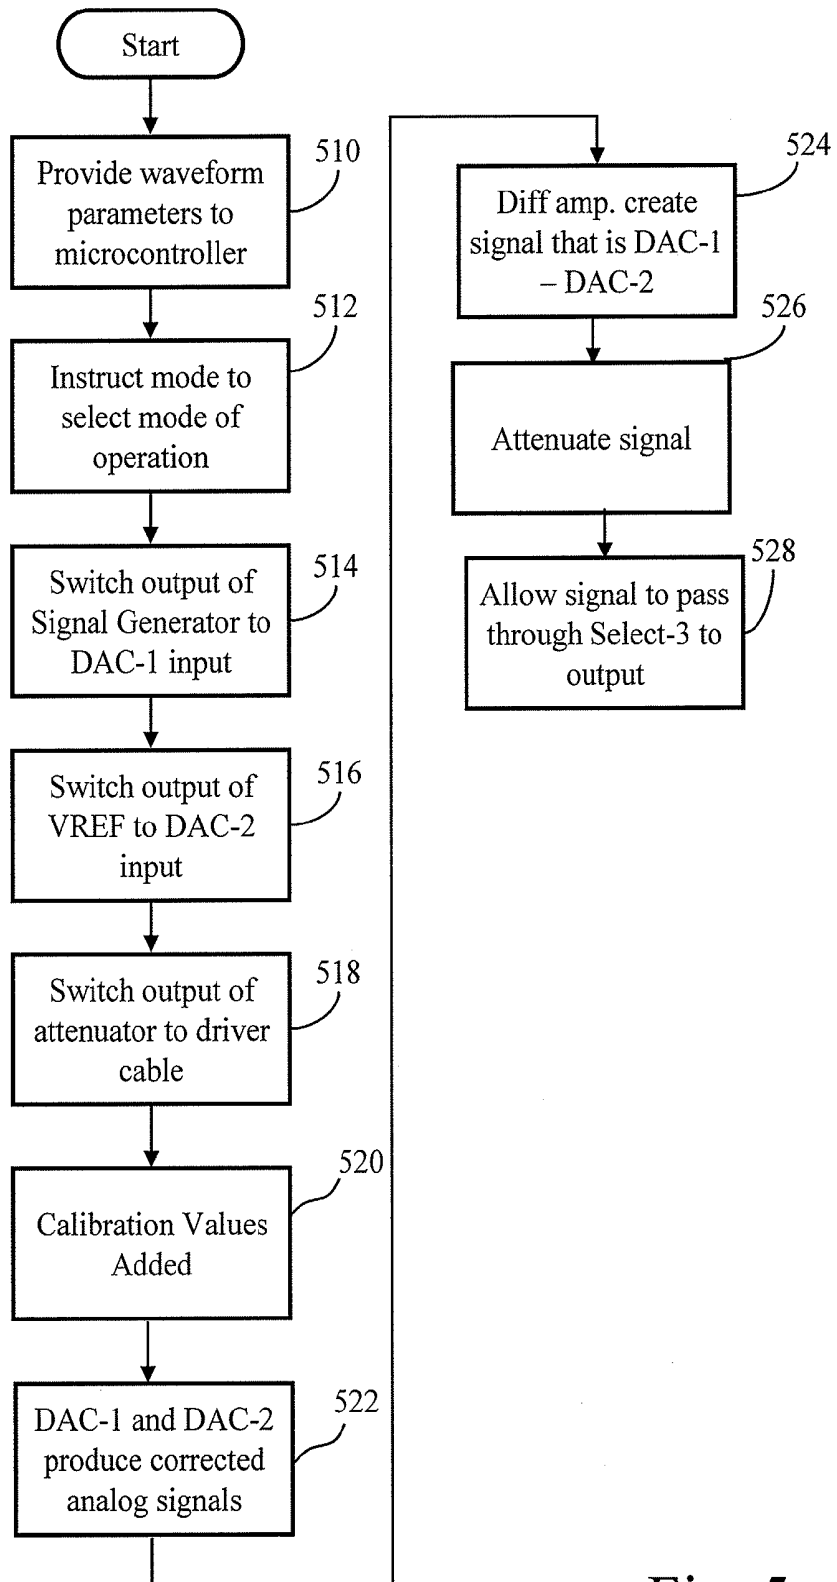 Start
510
Provide waveform
parameters to
microcontroller
512
Instruct mode to
select mode of
operation
514
Switch output of
Signal Generator to
DAC-1 input
516
Switch output of
VREF to DAC-2
input
518
Switch output of
attenuator to driver
cable
520
Calibration Values
Added
522
DAC-1 and DAC-2
produce corrected
analog signals
524
Diff amp. create
signal that is DAC-1
– DAC-2
526
Attenuate signal
528
Allow signal to pass
through Select-3 to
output